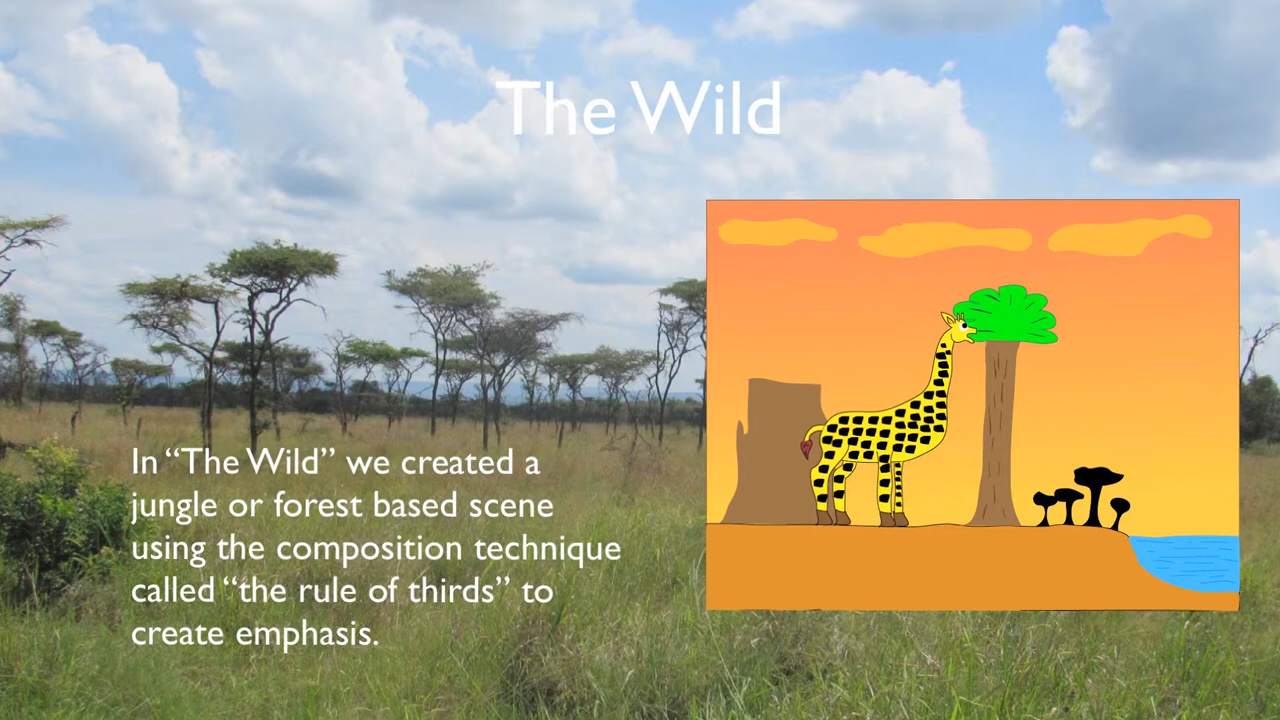 The Wild
In “The Wild” we created a
jungle or forest based scene
using the composition technique
called “the rule of thirds” to
create emphasis.